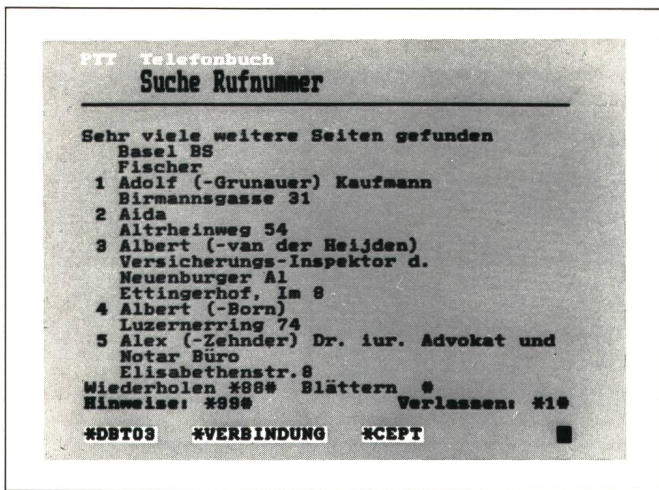 PTT Telefonbuch
Suche Rufnummer
Sehr viele weitere Seiten gefunden
Basel BS
Fischer
1 Adolf (-Grunauer) Kaufmann
Birmannsgasse 31
2 Aida
Altrheinweg 54
3 Albert (-van der Heijden)
Versicherungs-Inspektor d.
Neuenburger Al
Ettingerhof, Im 8
4 Albert (-Born)
Luzernerring 74
5 Alex (-Zehnder) Dr. iur. Advokat und
Notar Büro
Elisabethenstr.8
Wiederholen *88# Blättern #
Hinweise: *99# Verlassen: *1#
*DBT03 *VERBINDUNG *CEPT